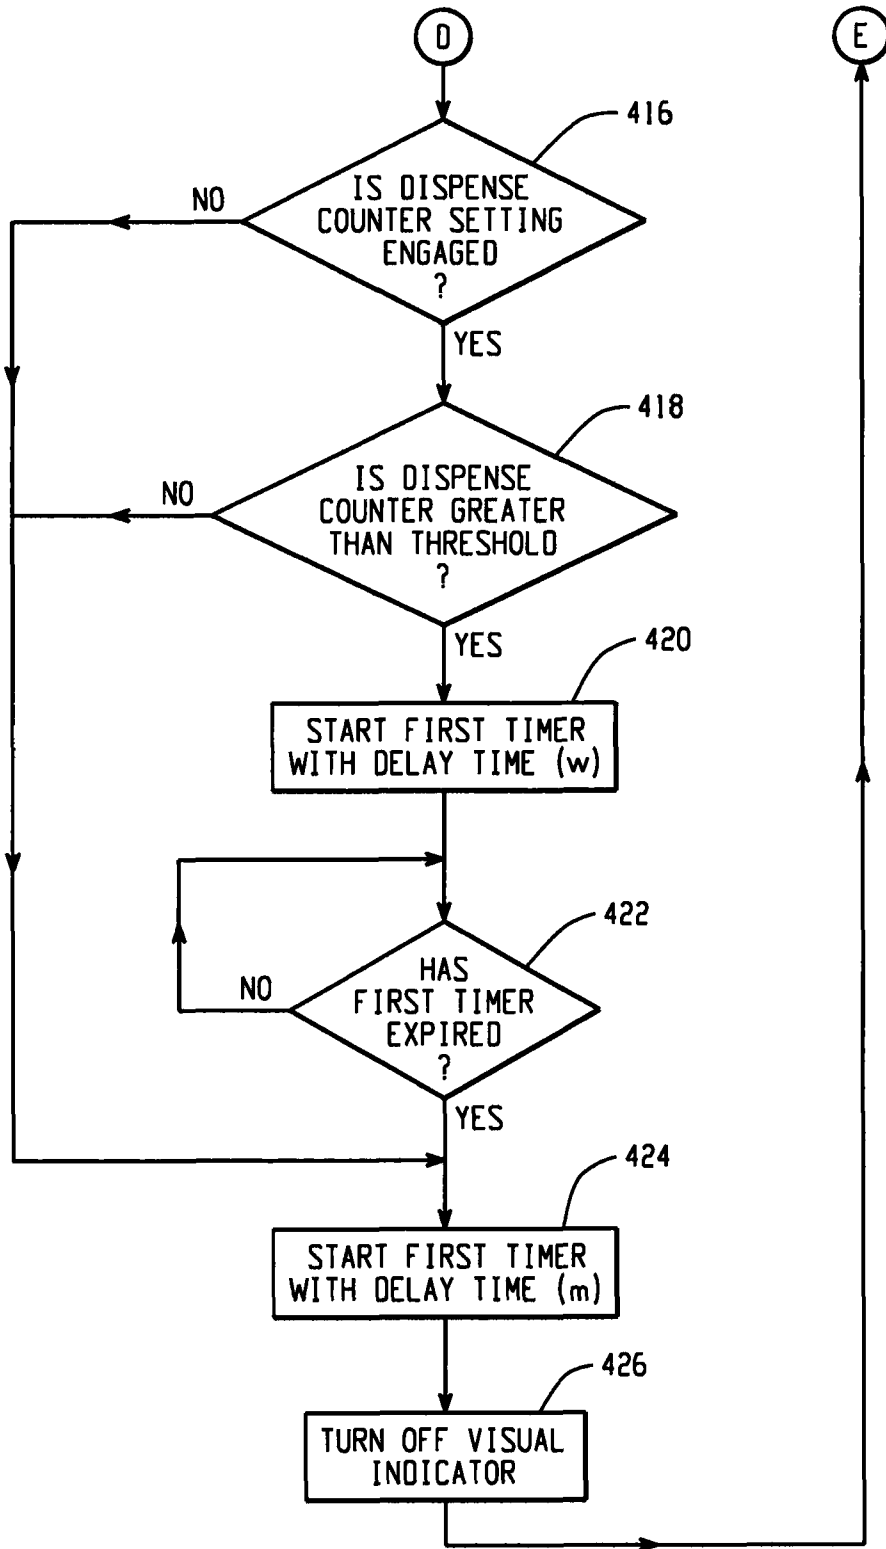 D
E
416
IS DISPENSE
COUNTER SETTING
ENGAGED
?
NO
YES
418
IS DISPENSE
COUNTER GREATER
THAN THRESHOLD
?
NO
YES
420
START FIRST TIMER
WITH DELAY TIME (w)
422
HAS
FIRST TIMER
EXPIRED
?
NO
YES
424
START FIRST TIMER
WITH DELAY TIME (m)
426
TURN OFF VISUAL
INDICATOR